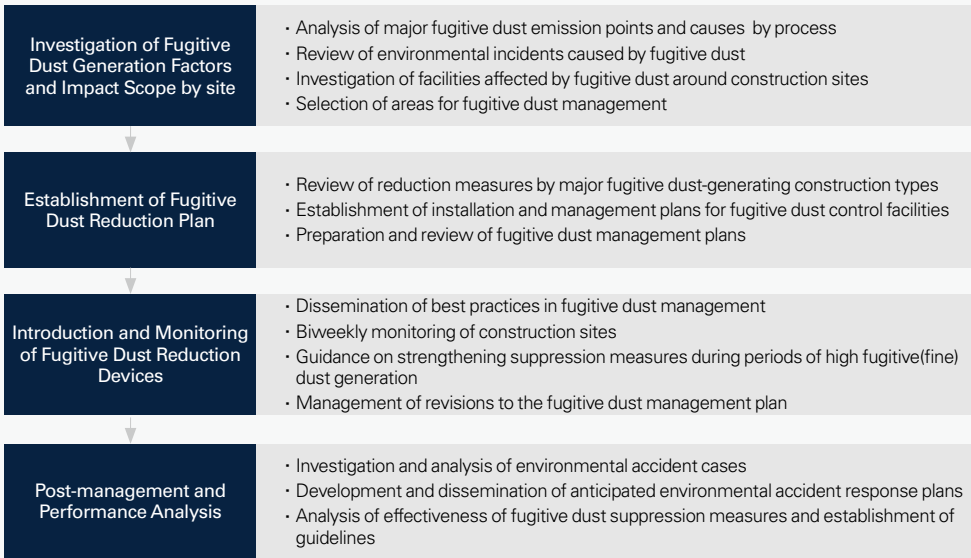 Investigation of Fugitive
Dust Generation Factors
and Impact Scope by site
· Analysis of major fugitive dust emission points and causes by process
· Review of environmental incidents caused by fugitive dust
· Investigation of facilities affected by fugitive dust around construction sites
· Selection of areas for fugitive dust management
Establishment of Fugitive
Dust Reduction Plan
· Review of reduction measures by major fugitive dust-generating construction types
· Establishment of installation and management plans for fugitive dust control facilities
· Preparation and review of fugitive dust management plans
Introduction and Monitoring
of Fugitive Dust Reduction
Devices
· Dissemination of best practices in fugitive dust management
· Biweekly monitoring of construction sites
· Guidance on strengthening suppression measures during periods of high fugitive(fine)
dust generation
· Management of revisions to the fugitive dust management plan
Post-management and
Performance Analysis
· Investigation and analysis of environmental accident cases
· Development and dissemination of anticipated environmental accident response plans
· Analysis of effectiveness of fugitive dust suppression measures and establishment of
guidelines